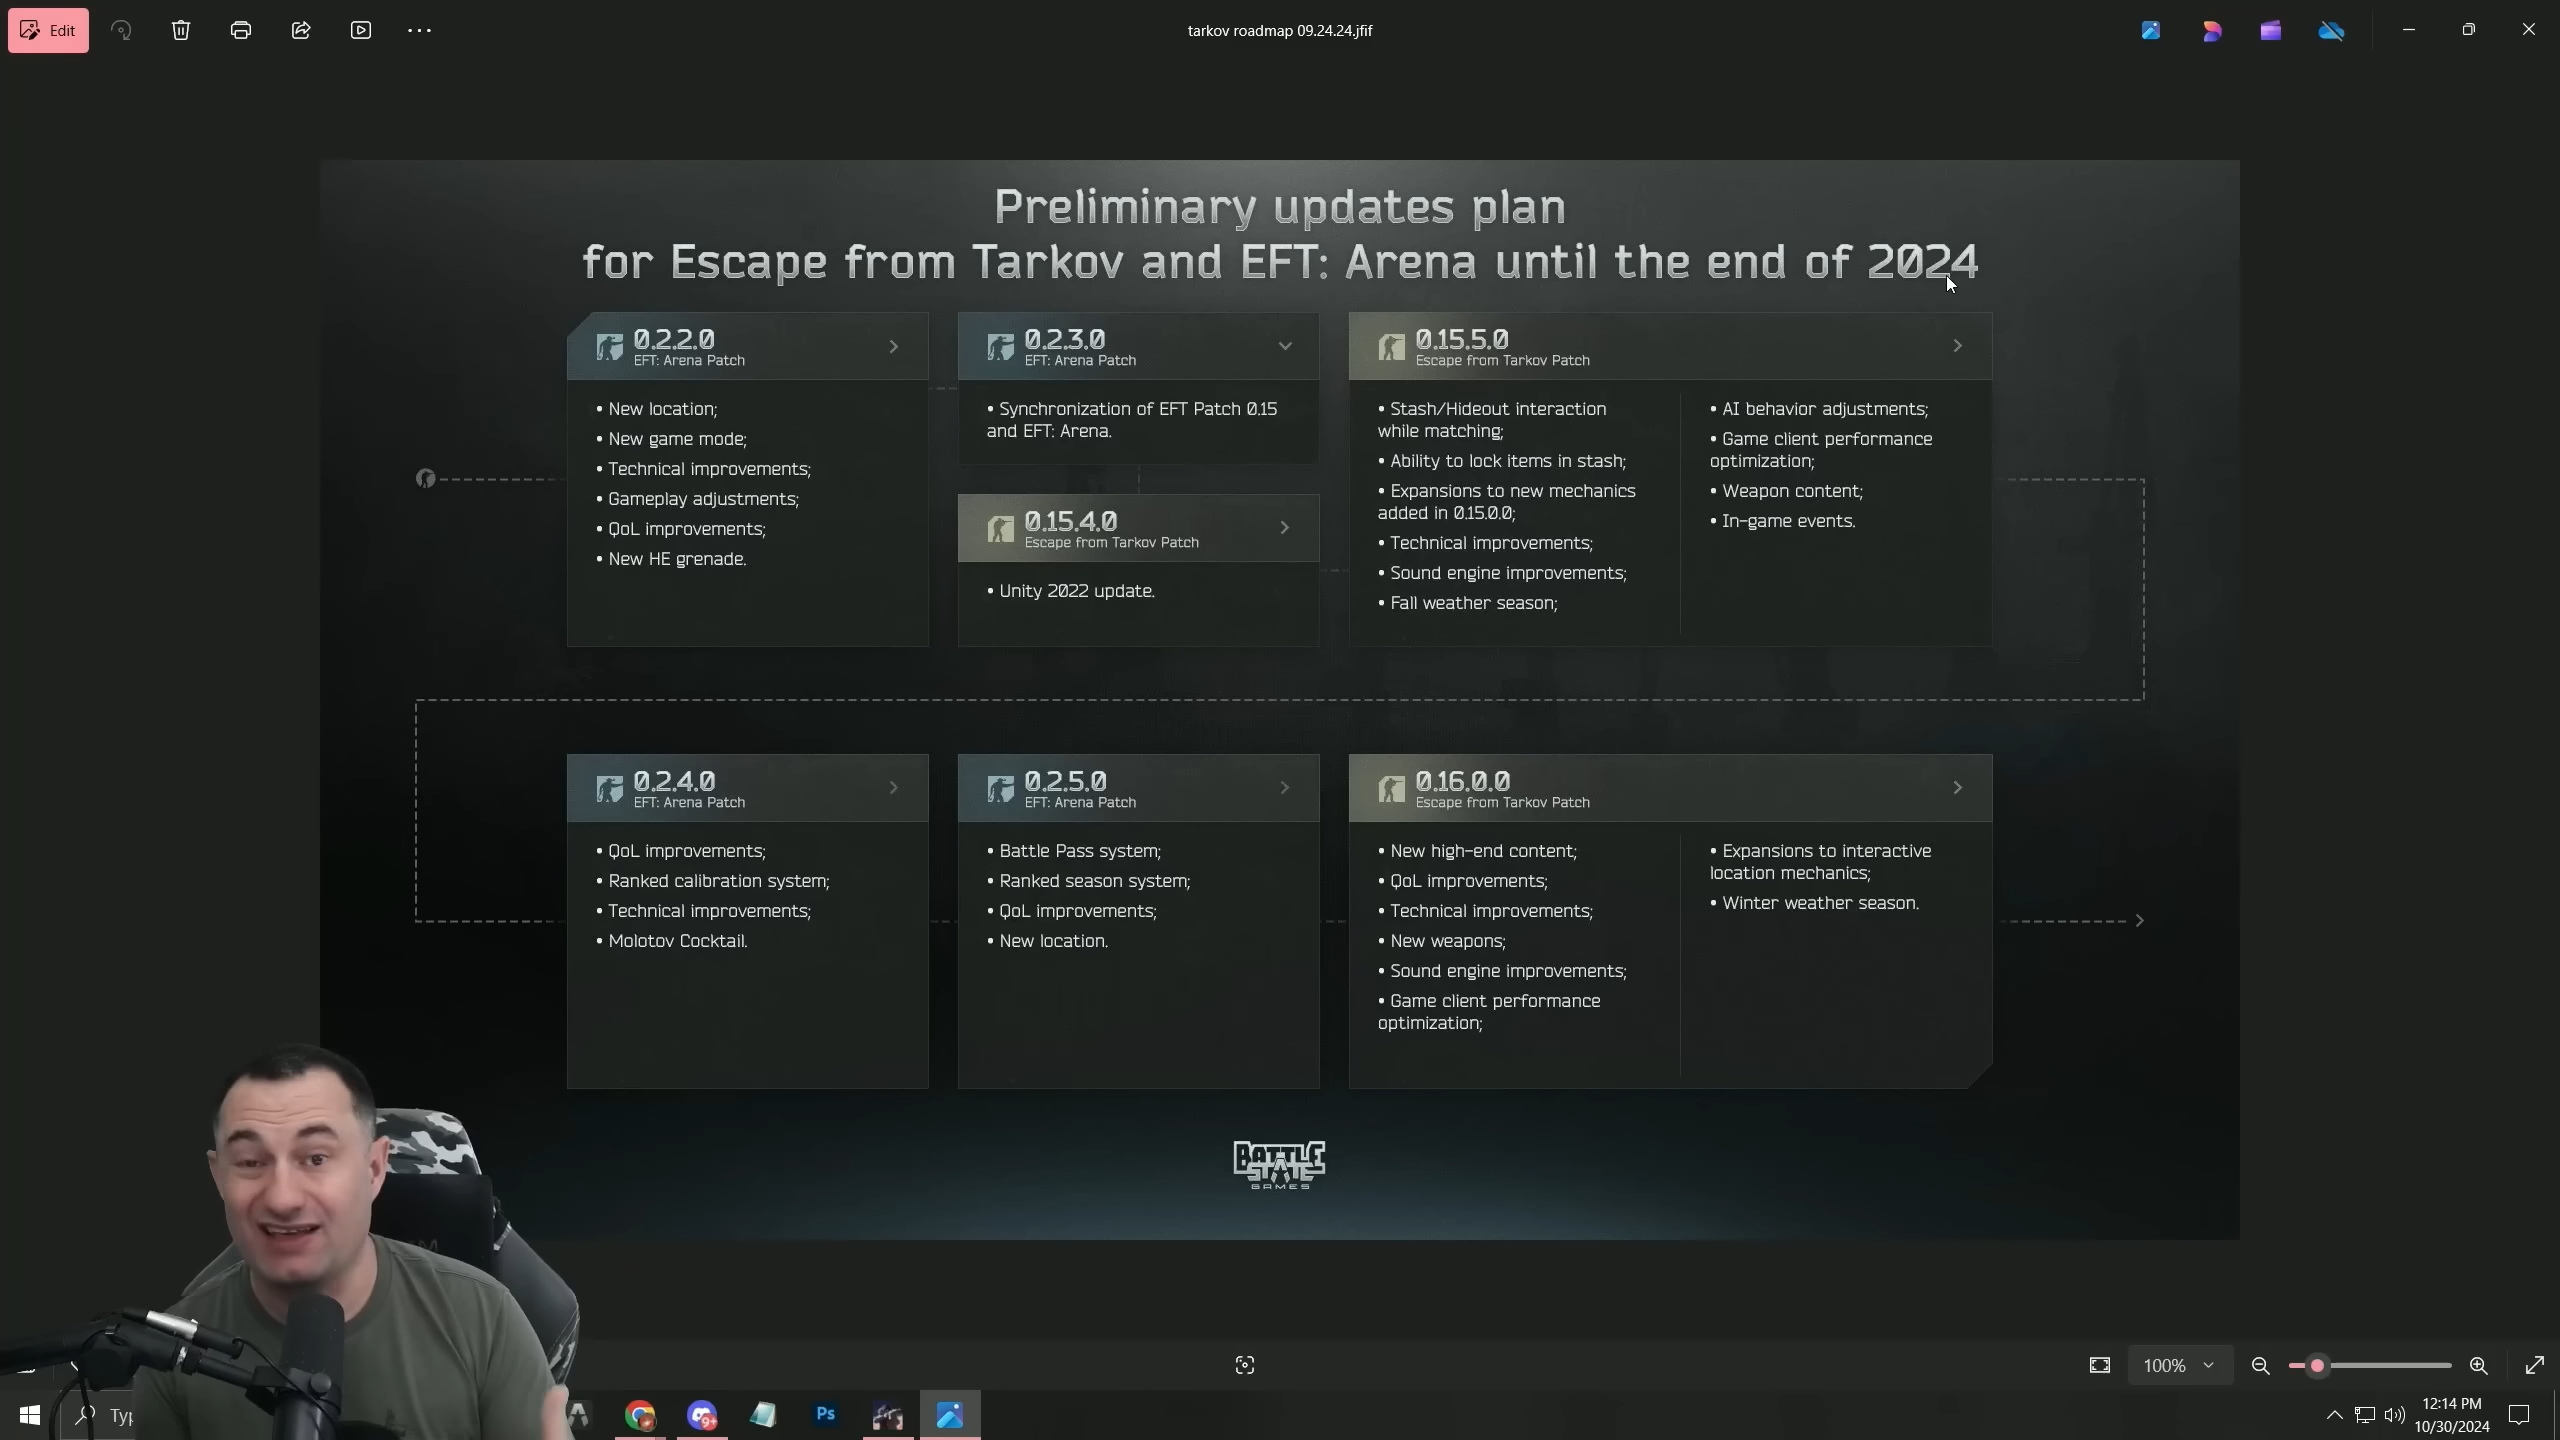 Edit
tarkov roadmap 09.24.24.jfif
Preliminary updates plan
for Escape from Tarkov and EFT: Arena until the end of 2024
0.2.2.0
EFT: Arena Patch
• New location;
• New game mode;
• Technical improvements;
• Gameplay adjustments;
• QoL improvements;
• New HE grenade.
0.2.3.0
EFT: Arena Patch
• Synchronization of EFT Patch 0.15
and EFT: Arena.
0.15.4.0
Escape from Tarkov Patch
• Unity 2022 update.
0.15.5.0
Escape from Tarkov Patch
• Stash/Hideout interaction
while matching;
• Ability to lock items in stash;
• Expansions to new mechanics
added in 0.15.0.0;
• Technical improvements;
• Sound engine improvements;
• Fall weather season;
• AI behavior adjustments;
• Game client performance
optimization;
• Weapon content;
• In-game events.
0.2.4.0
EFT: Arena Patch
• QoL improvements;
• Ranked calibration system;
• Technical improvements;
• Molotov Cocktail.
0.2.5.0
EFT: Arena Patch
• Battle Pass system;
• Ranked season system;
• QoL improvements;
• New location.
0.16.0.0
Escape from Tarkov Patch
• New high-end content;
• QoL improvements;
• Technical improvements;
• New weapons;
• Sound engine improvements;
• Game client performance
optimization;
• Expansions to interactive
location mechanics;
• Winter weather season.
BATTLE
STATE
GAMES
100%
Typ
9+
Ps
12:14 PM
10/30/2024